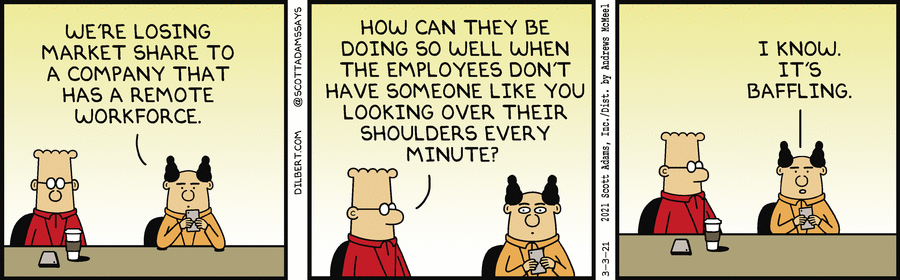 WE'RE LOSING
MARKET SHARE TO
A COMPANY THAT
HAS A REMOTE
WORKFORCE.
DILBERT.COM @SCOTTADAMSSAYS
HOW CAN THEY BE
DOING SO WELL WHEN
THE EMPLOYEES DON'T
HAVE SOMEONE LIKE YOU
LOOKING OVER THEIR
SHOULDERS EVERY
MINUTE?
3-3-21 2021 Scott Adams, Inc./Dist. by Andrews McMeel
I KNOW.
IT'S
BAFFLING.